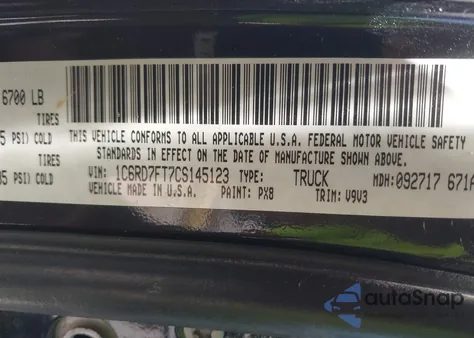 6700 LB
TIRES
5 PSI) COLD
THIS VEHICLE CONFORMS TO ALL APPLICABLE U.S.A. FEDERAL MOTOR VEHICLE SAFETY
TIRES
STANDARDS IN EFFECT ON THE DATE OF MANUFACTURE SHOWN ABOVE.
35 PSI) COLD
VIN: 1C6RD7FT7CS145123 TYPE: TRUCK MDH: 092717 671A
VEHICLE MADE IN U.S.A. PAINT: PX8 TRIM: V9V3
autoSnap